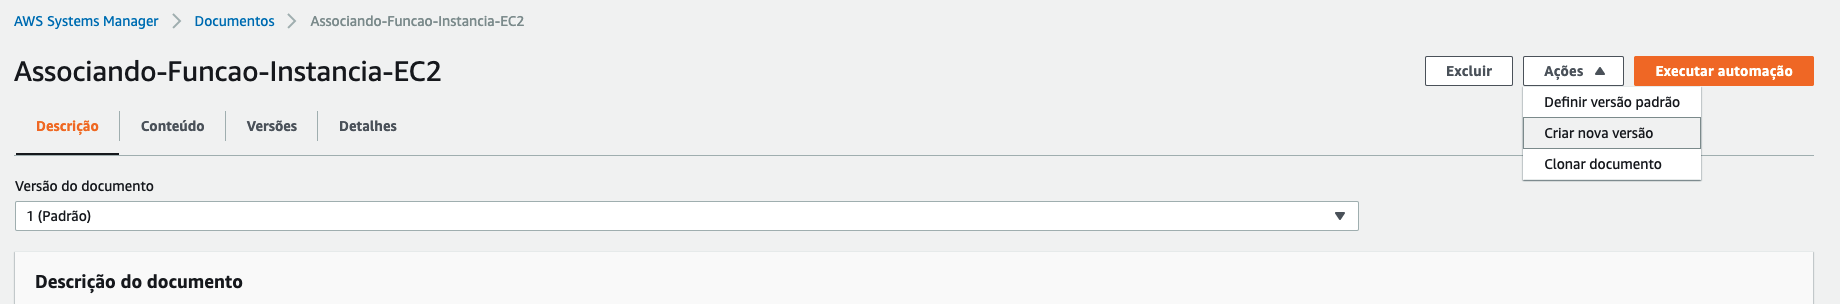 AWS Systems Manager > Documentos > Associando-Funcao-Instancia-EC2
Associando-Funcao-Instancia-EC2
Excluir
Ações
Executar automação
Definir versão padrão
Criar nova versão
Clonar documento
Descrição
Conteúdo
Versões
Detalhes
Versão do documento
1 (Padrão)
Descrição do documento